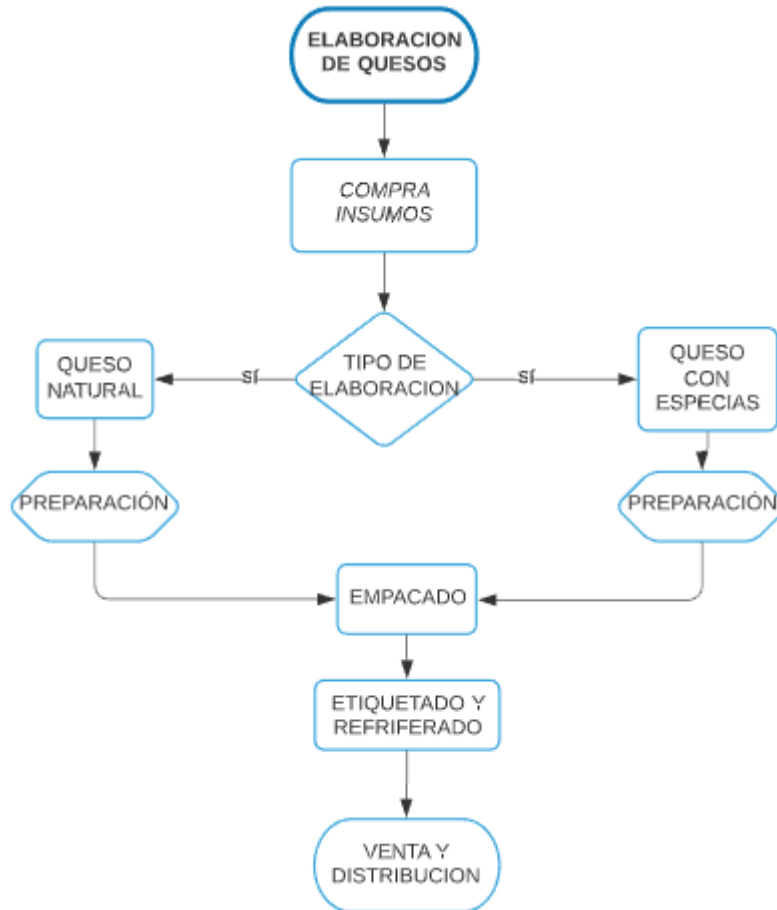 ELABORACION
DE QUESOS
COMPRA
INSUMOS
TIPO DE
ELABORACION
SÍ
SÍ
QUESO
NATURAL
QUESO
CON
ESPECIAS
PREPARACIÓN
PREPARACIÓN
EMPACADO
ETIQUETADO Y
REFRIFERADO
VENTA Y
DISTRIBUCION